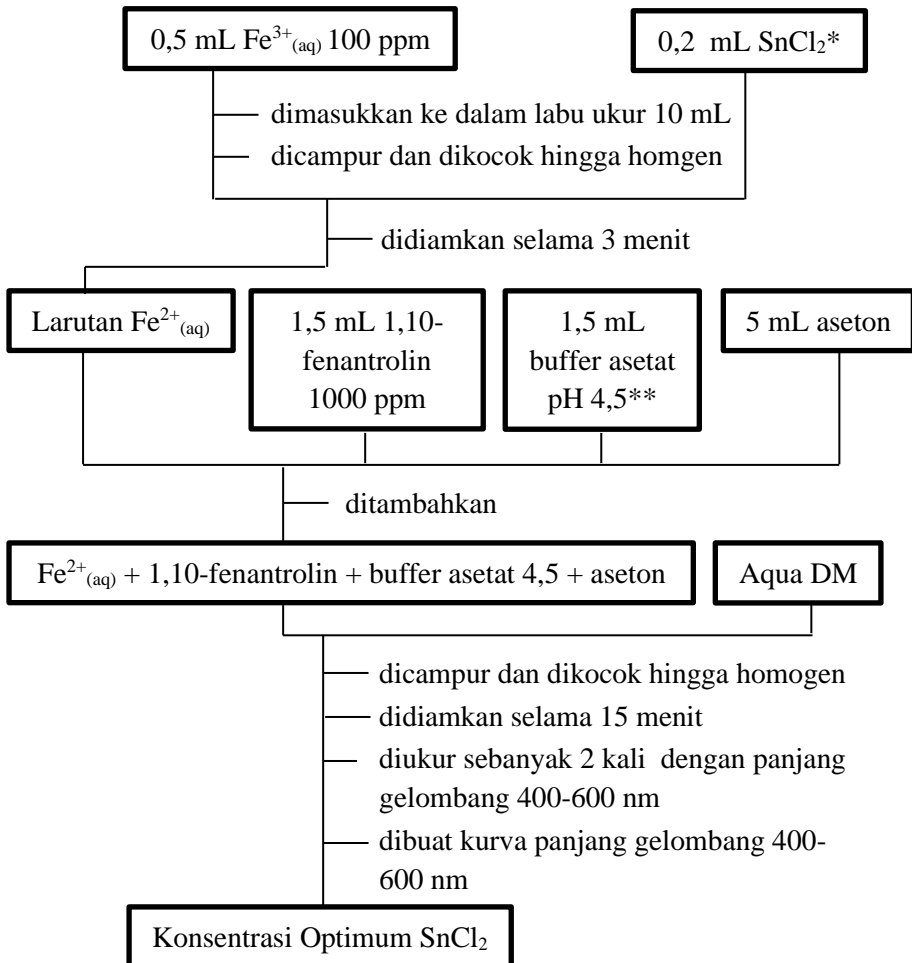 0,5 mL Fe³⁺₍aq₎ 100 ppm
0,2 mL SnCl₂*
dimasukkan ke dalam labu ukur 10 mL
dicampur dan dikocok hingga homgen
didiamkan selama 3 menit
Larutan Fe²⁺₍aq₎
1,5 mL 1,10-
fenantrolin
1000 ppm
1,5 mL
buffer asetat
pH 4,5**
5 mL aseton
ditambahkan
Fe²⁺₍aq₎ + 1,10-fenantrolin + buffer asetat 4,5 + aseton
Aqua DM
dicampur dan dikocok hingga homogen
didiamkan selama 15 menit
diukur sebanyak 2 kali dengan panjang
gelombang 400-600 nm
dibuat kurva panjang gelombang 400-
600 nm
Konsentrasi Optimum SnCl₂